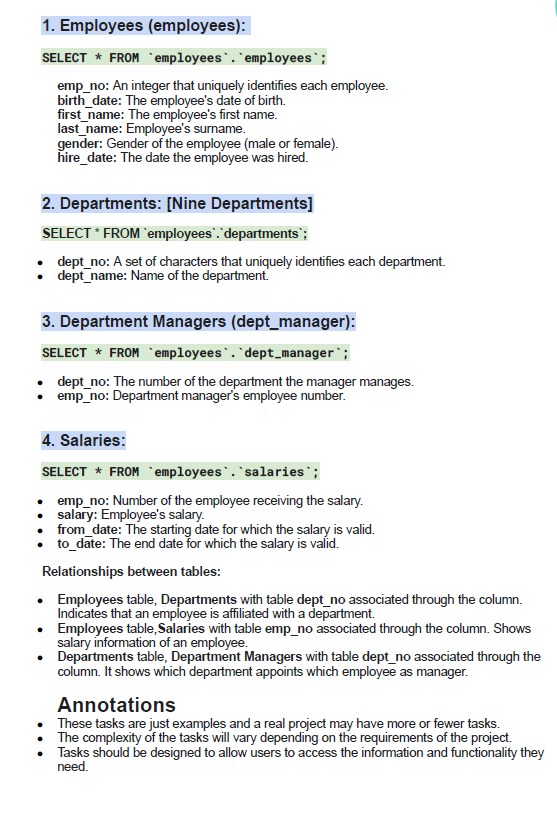 1. Employees (employees):
SELECT * FROM `employees`.`employees`;
emp_no: An integer that uniquely identifies each employee.
birth_date: The employee's date of birth.
first_name: The employee's first name.
last_name: Employee's surname.
gender: Gender of the employee (male or female).
hire_date: The date the employee was hired.
2. Departments: [Nine Departments]
SELECT * FROM `employees`.`departments`;
• dept_no: A set of characters that uniquely identifies each department.
• dept_name: Name of the department.
3. Department Managers (dept_manager):
SELECT * FROM `employees`.`dept_manager`;
• dept_no: The number of the department the manager manages.
• emp_no: Department manager's employee number.
4. Salaries:
SELECT * FROM `employees`.`salaries`;
• emp_no: Number of the employee receiving the salary.
• salary: Employee's salary.
• from_date: The starting date for which the salary is valid.
• to_date: The end date for which the salary is valid.
Relationships between tables:
• Employees table, Departments with table dept_no associated through the column.
Indicates that an employee is affiliated with a department.
• Employees table,Salaries with table emp_no associated through the column. Shows
salary information of an employee.
• Departments table, Department Managers with table dept_no associated through the
column. It shows which department appoints which employee as manager.
Annotations
• These tasks are just examples and a real project may have more or fewer tasks.
• The complexity of the tasks will vary depending on the requirements of the project.
• Tasks should be designed to allow users to access the information and functionality they
need.